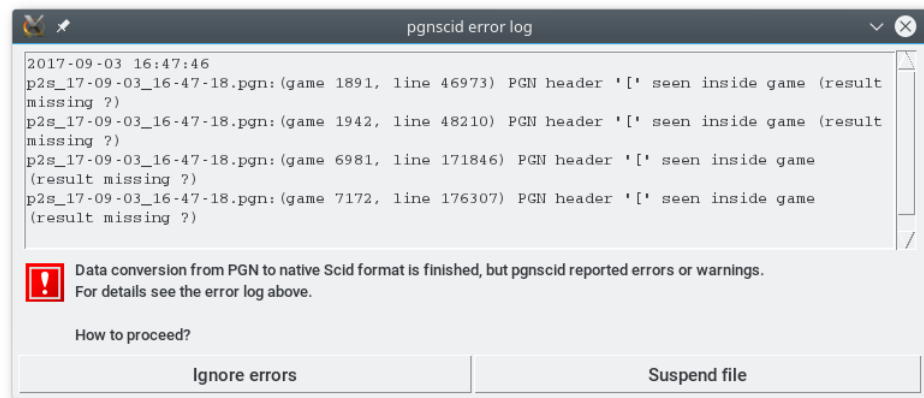 pgnscid error log
2017-09-03 16:47:46
p2s_17-09-03_16-47-18.pgn:(game 1891, line 46973) PGN header '[' seen inside game (result
missing ?)
p2s_17-09-03_16-47-18.pgn:(game 1942, line 48210) PGN header '[' seen inside game (result
missing ?)
p2s_17-09-03_16-47-18.pgn:(game 6981, line 171846) PGN header '[' seen inside game
(result missing ?)
p2s_17-09-03_16-47-18.pgn:(game 7172, line 176307) PGN header '[' seen inside game
(result missing ?)
Data conversion from PGN to native Scid format is finished, but pgnscid reported errors or warnings.
For details see the error log above.
How to proceed?
Ignore errors
Suspend file